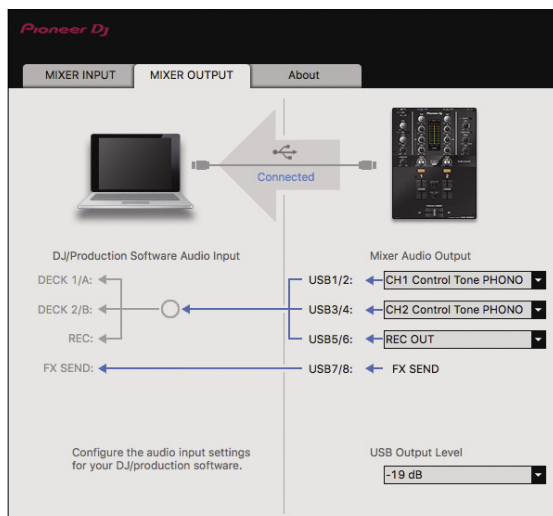 Pioneer Dj
MIXER INPUT
MIXER OUTPUT
About
Connected
DJ/Production Software Audio Input
Mixer Audio Output
DECK 1/A:
USB1/2:
CH1 Control Tone PHONO
DECK 2/B:
USB3/4:
CH2 Control Tone PHONO
REC:
USB5/6:
REC OUT
FX SEND:
USB7/8:
FX SEND
Configure the audio input settings
for your DJ/production software.
USB Output Level
-19 dB